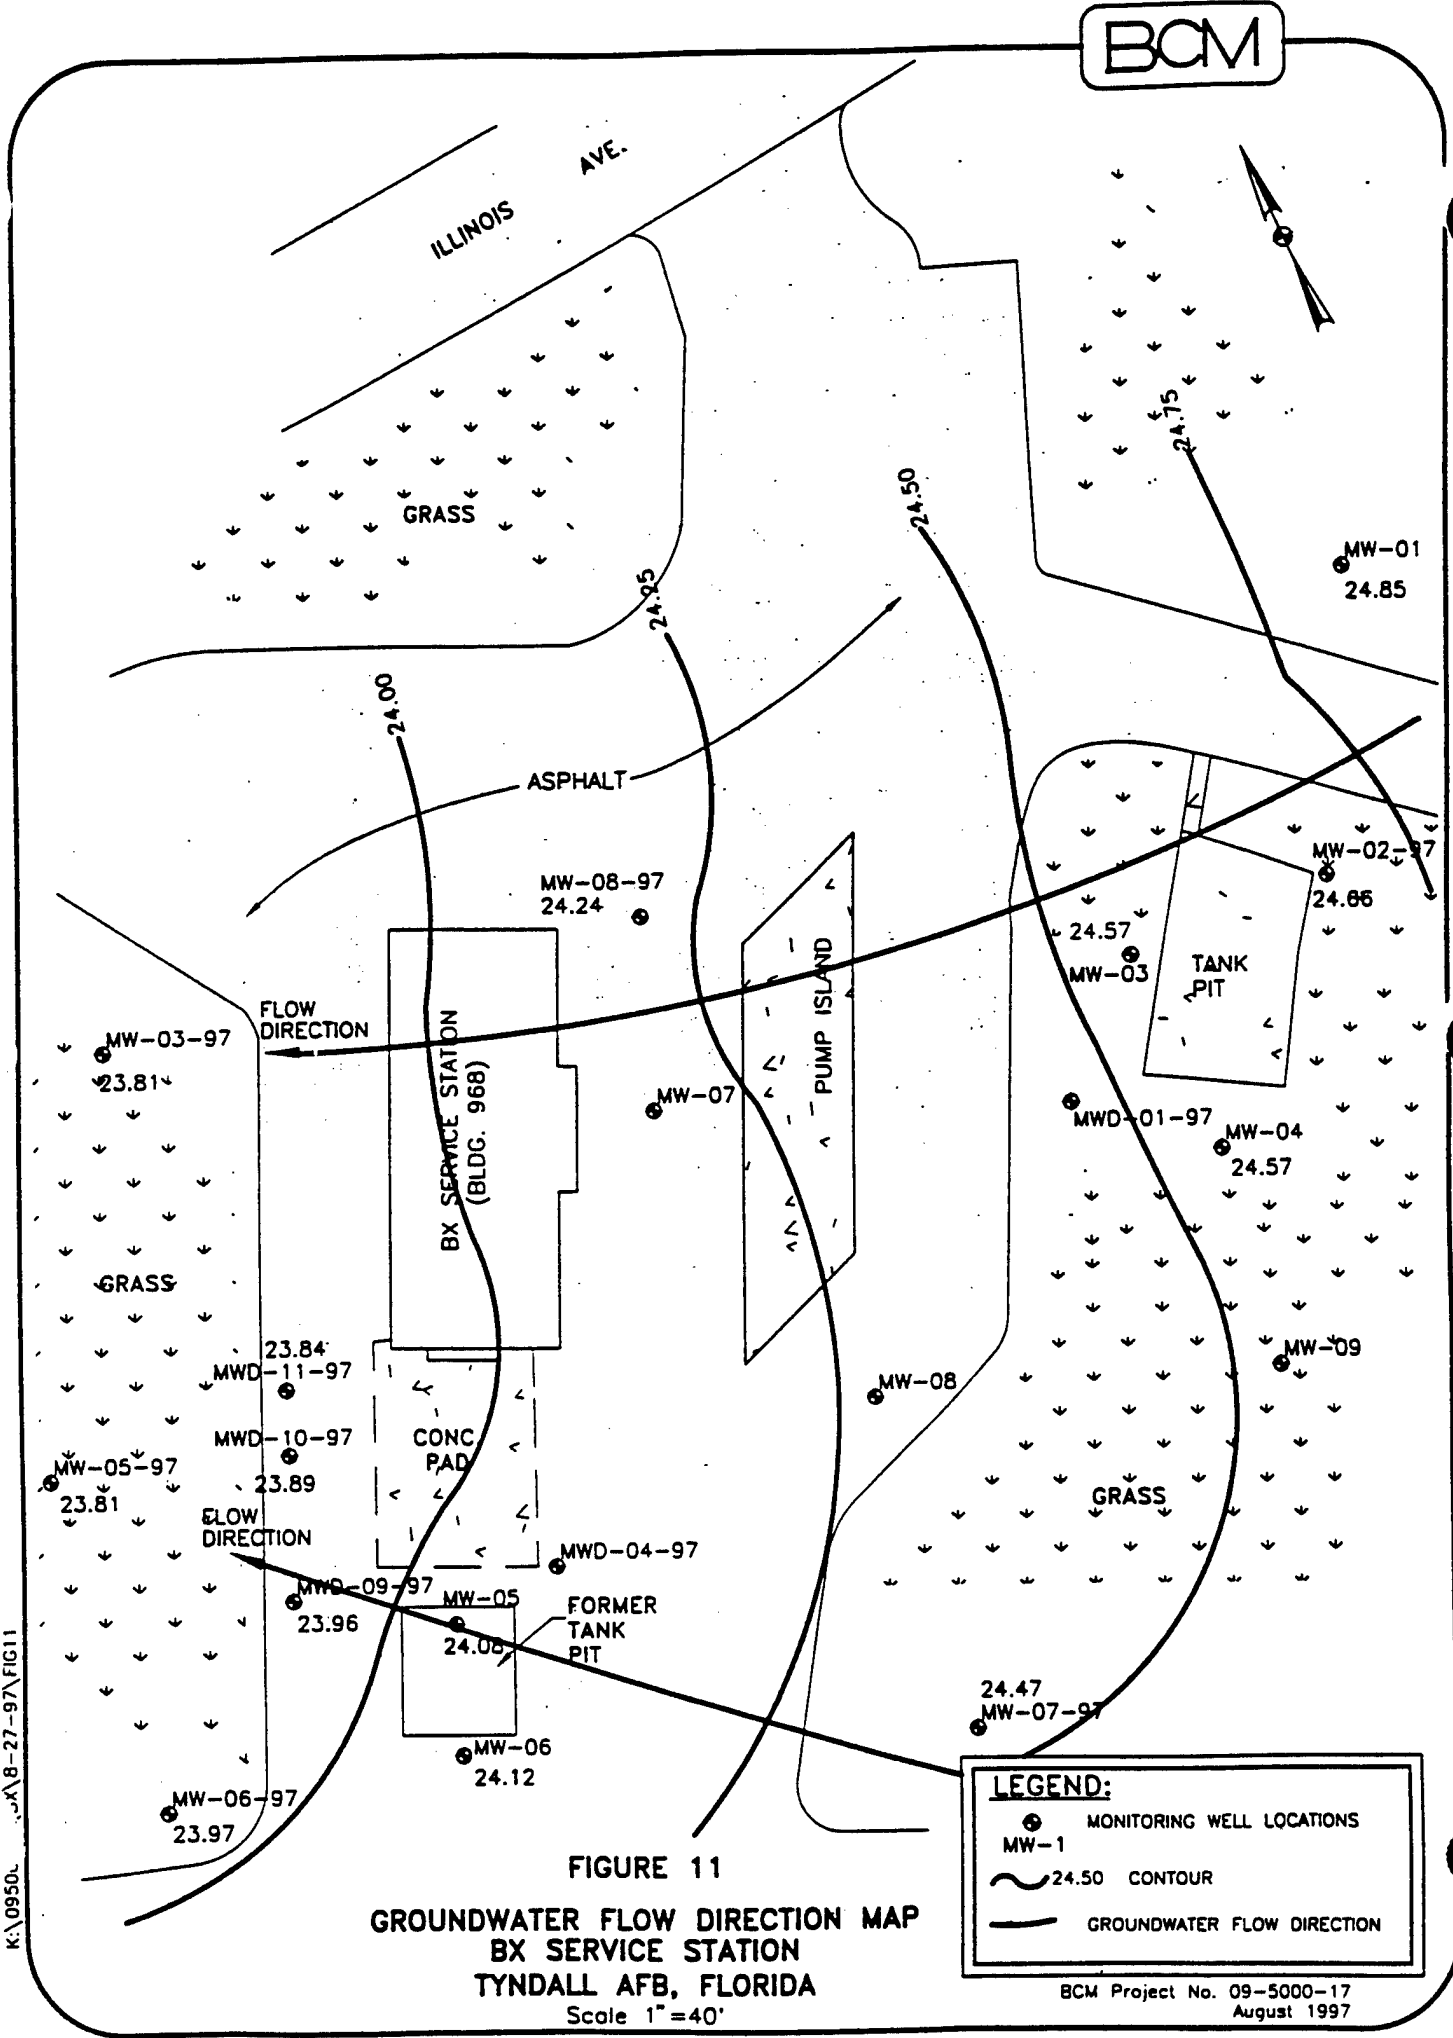 BCM
ILLINOIS AVE.
24.75
24.50
GRASS
MW-01
24.85
24.25
24.00
ASPHALT
MW-02-97
24.66
MW-08-97
24.24
24.57
MW-03
TANK
PIT
PUMP ISLAND
FLOW
DIRECTION
BX SERVICE STATION
(BLDG. 968)
MW-03-97
23.81
MW-07
MWD-01-97
MW-04
24.57
GRASS
23.84
MWD-11-97
MW-09
MW-08
MWD-10-97
23.89
CONC.
PAD
MW-05-97
23.81
GRASS
FLOW
DIRECTION
MWD-04-97
MWD-09-97
23.96
MW-05
24.08
FORMER
TANK
PIT
24.47
MW-07-97
MW-06
24.12
MW-06-97
23.97
LEGEND:
MONITORING WELL LOCATIONS
MW-1
24.50 CONTOUR
GROUNDWATER FLOW DIRECTION
FIGURE 11
GROUNDWATER FLOW DIRECTION MAP
BX SERVICE STATION
TYNDALL AFB, FLORIDA
Scale 1"=40'
BCM Project No. 09-5000-17
August 1997